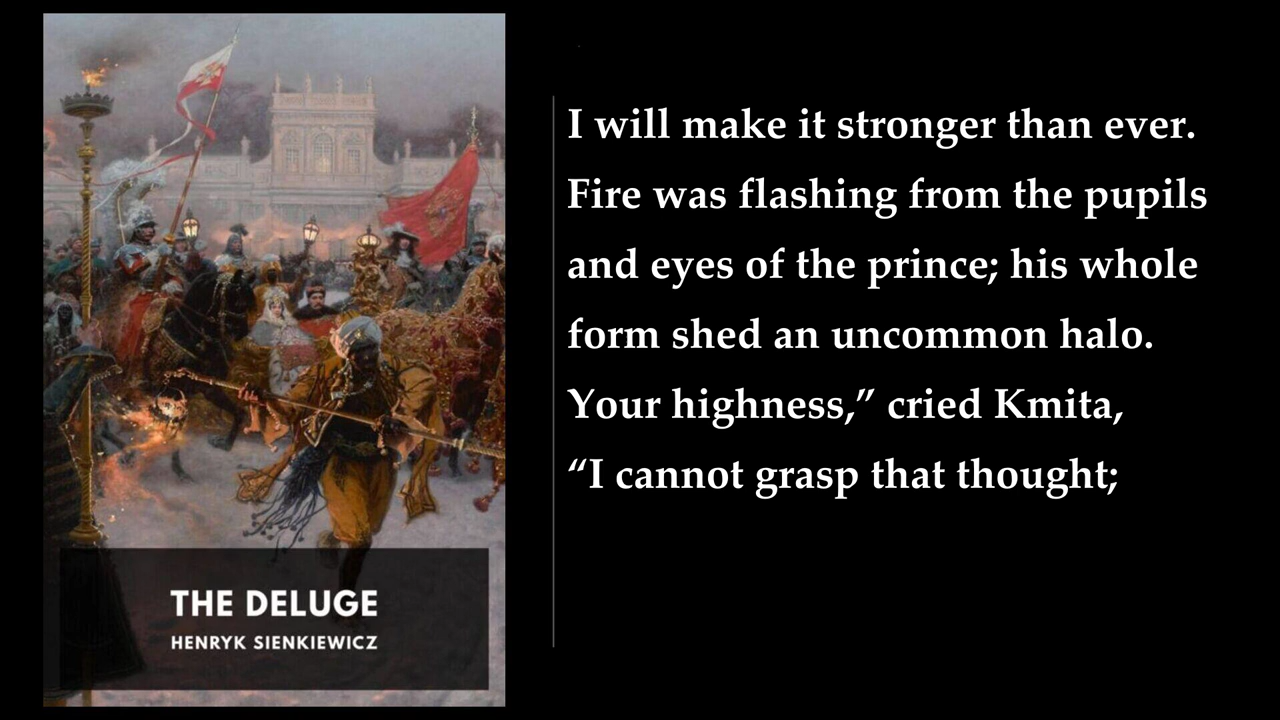 I will make it stronger than ever.
Fire was flashing from the pupils
and eyes of the prince; his whole
form shed an uncommon halo.
Your highness,” cried Kmita,
“I cannot grasp that thought;
THE DELUGE
HENRYK SIENKIEWICZ